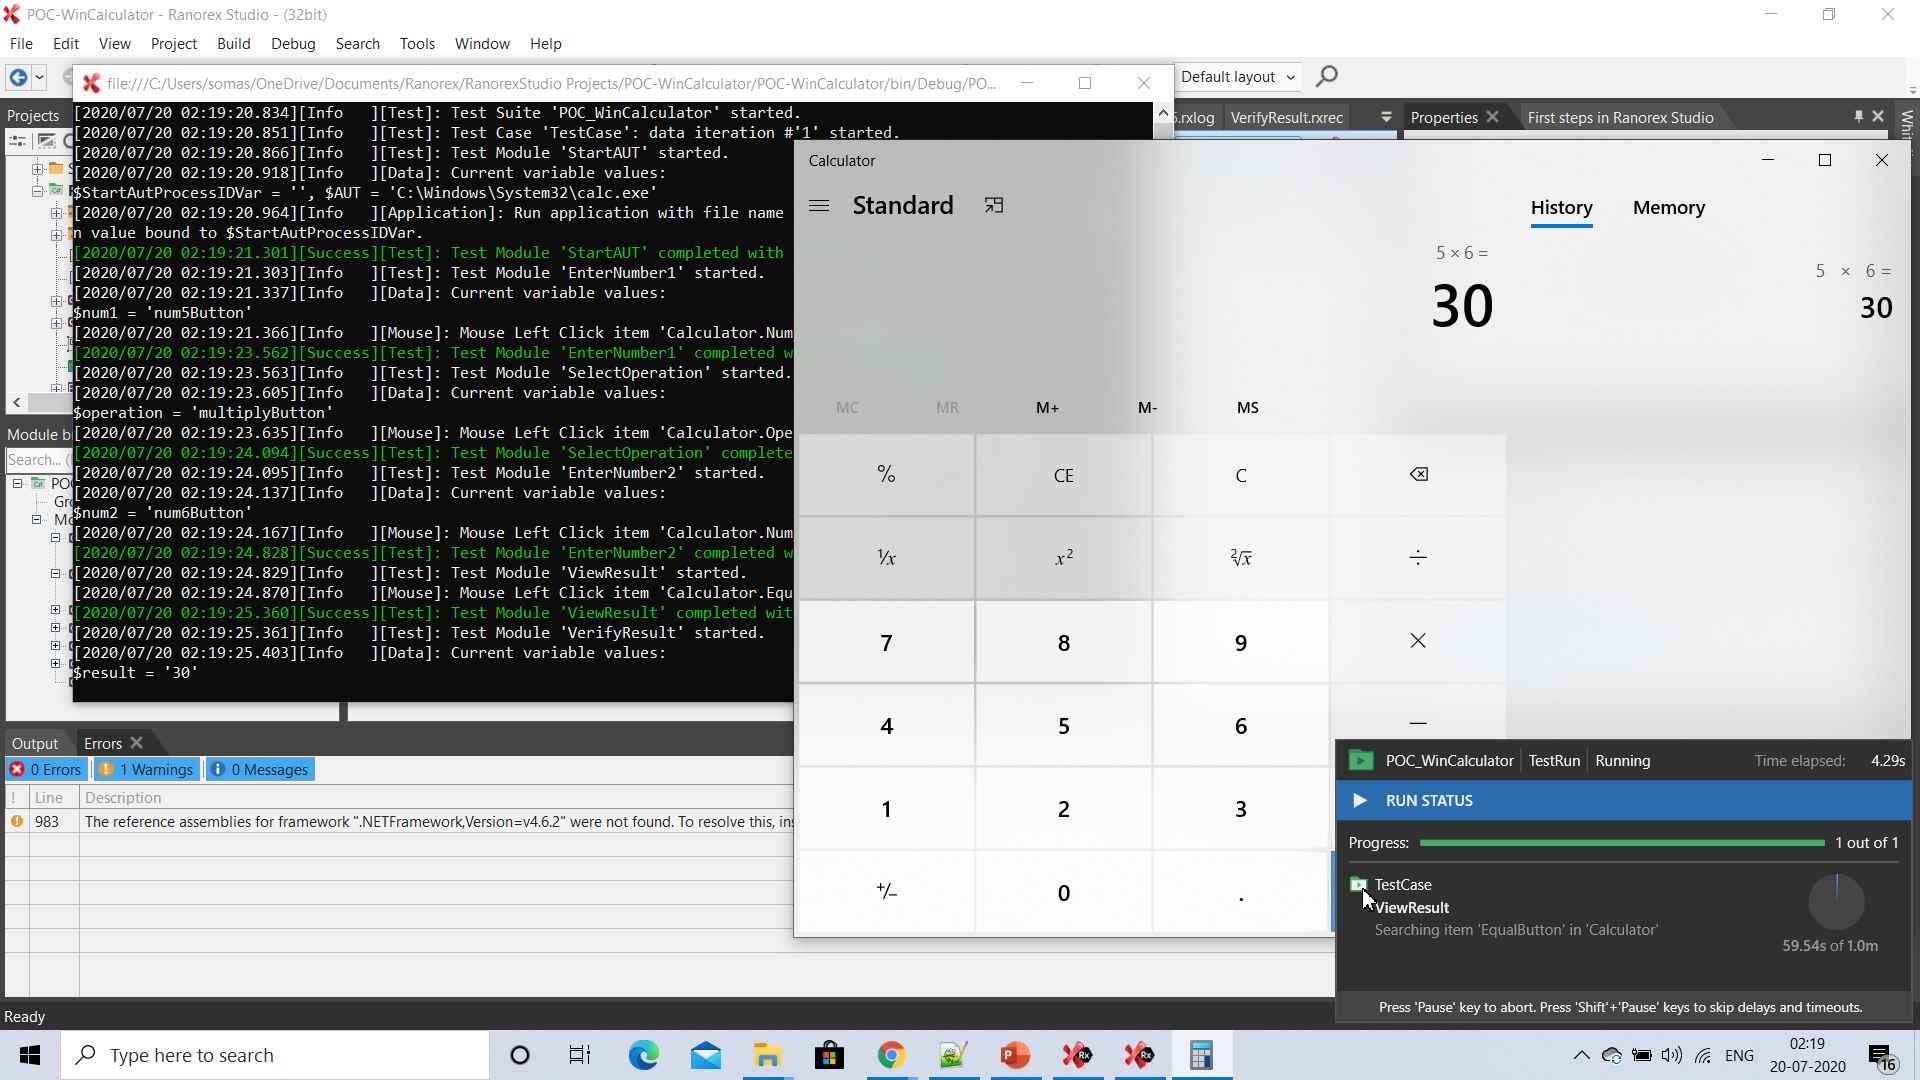 POC-WinCalculator - Ranorex Studio - (32bit)
File Edit View Project Build Debug Search Tools Window Help
file:///C:/Users/somas/OneDrive/Documents/Ranorex/RanorexStudio Projects/POC-WinCalculator/POC-WinCalculator/bin/Debug/PO...
Default layout
Projects
.rxlog VerifyResult.rxrec
Properties First steps in Ranorex Studio
[2020/07/20 02:19:20.834][Info ][Test]: Test Suite 'POC_WinCalculator' started.
[2020/07/20 02:19:20.851][Info ][Test]: Test Case 'TestCase': data iteration #'1' started.
[2020/07/20 02:19:20.866][Info ][Test]: Test Module 'StartAUT' started.
[2020/07/20 02:19:20.918][Info ][Data]: Current variable values:
$StartAutProcessIDVar = '', $AUT = 'C:\Windows\System32\calc.exe'
[2020/07/20 02:19:20.964][Info ][Application]: Run application with file name
n value bound to $StartAutProcessIDVar.
[2020/07/20 02:19:21.301][Success][Test]: Test Module 'StartAUT' completed with
[2020/07/20 02:19:21.303][Info ][Test]: Test Module 'EnterNumber1' started.
[2020/07/20 02:19:21.337][Info ][Data]: Current variable values:
$num1 = 'num5Button'
[2020/07/20 02:19:21.366][Info ][Mouse]: Mouse Left Click item 'Calculator.Num
[2020/07/20 02:19:23.562][Success][Test]: Test Module 'EnterNumber1' completed w
[2020/07/20 02:19:23.563][Info ][Test]: Test Module 'SelectOperation' started.
[2020/07/20 02:19:23.605][Info ][Data]: Current variable values:
$operation = 'multiplyButton'
[2020/07/20 02:19:23.635][Info ][Mouse]: Mouse Left Click item 'Calculator.Ope
[2020/07/20 02:19:24.094][Success][Test]: Test Module 'SelectOperation' complete
[2020/07/20 02:19:24.095][Info ][Test]: Test Module 'EnterNumber2' started.
[2020/07/20 02:19:24.137][Info ][Data]: Current variable values:
$num2 = 'num6Button'
[2020/07/20 02:19:24.167][Info ][Mouse]: Mouse Left Click item 'Calculator.Num
[2020/07/20 02:19:24.828][Success][Test]: Test Module 'EnterNumber2' completed w
[2020/07/20 02:19:24.829][Info ][Test]: Test Module 'ViewResult' started.
[2020/07/20 02:19:24.870][Info ][Mouse]: Mouse Left Click item 'Calculator.Equ
[2020/07/20 02:19:25.360][Success][Test]: Test Module 'ViewResult' completed wit
[2020/07/20 02:19:25.361][Info ][Test]: Test Module 'VerifyResult' started.
[2020/07/20 02:19:25.403][Info ][Data]: Current variable values:
$result = '30'
Module b
Search... (
POC
Gr
Mo
Calculator
Standard
History Memory
5 × 6 =
30
5 × 6 =
30
MC MR M+ M- MS
% CE C
⅟x x² ²√x ÷
7 8 9 ×
4 5 6 −
1 2 3
+/− 0 .
Output Errors
0 Errors 1 Warnings 0 Messages
! Line Description
983 The reference assemblies for framework ".NETFramework,Version=v4.6.2" were not found. To resolve this, ins
POC_WinCalculator TestRun Running Time elapsed: 4.29s
RUN STATUS
Progress: 1 out of 1
TestCase
ViewResult
Searching item 'EqualButton' in 'Calculator'
59.54s of 1.0m
Press 'Pause' key to abort. Press 'Shift'+'Pause' keys to skip delays and timeouts.
Ready
Type here to search
ENG
02:19
20-07-2020
16